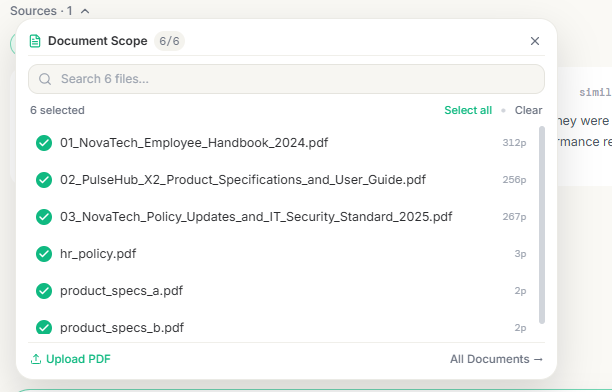 Sources · 1
Document Scope 6/6
Search 6 files...
6 selected Select all • Clear
01_NovaTech_Employee_Handbook_2024.pdf 312p
02_PulseHub_X2_Product_Specifications_and_User_Guide.pdf 256p
03_NovaTech_Policy_Updates_and_IT_Security_Standard_2025.pdf 267p
hr_policy.pdf 3p
product_specs_a.pdf 2p
product_specs_b.pdf 2p
Upload PDF All Documents →
simil
hey were
rmance re